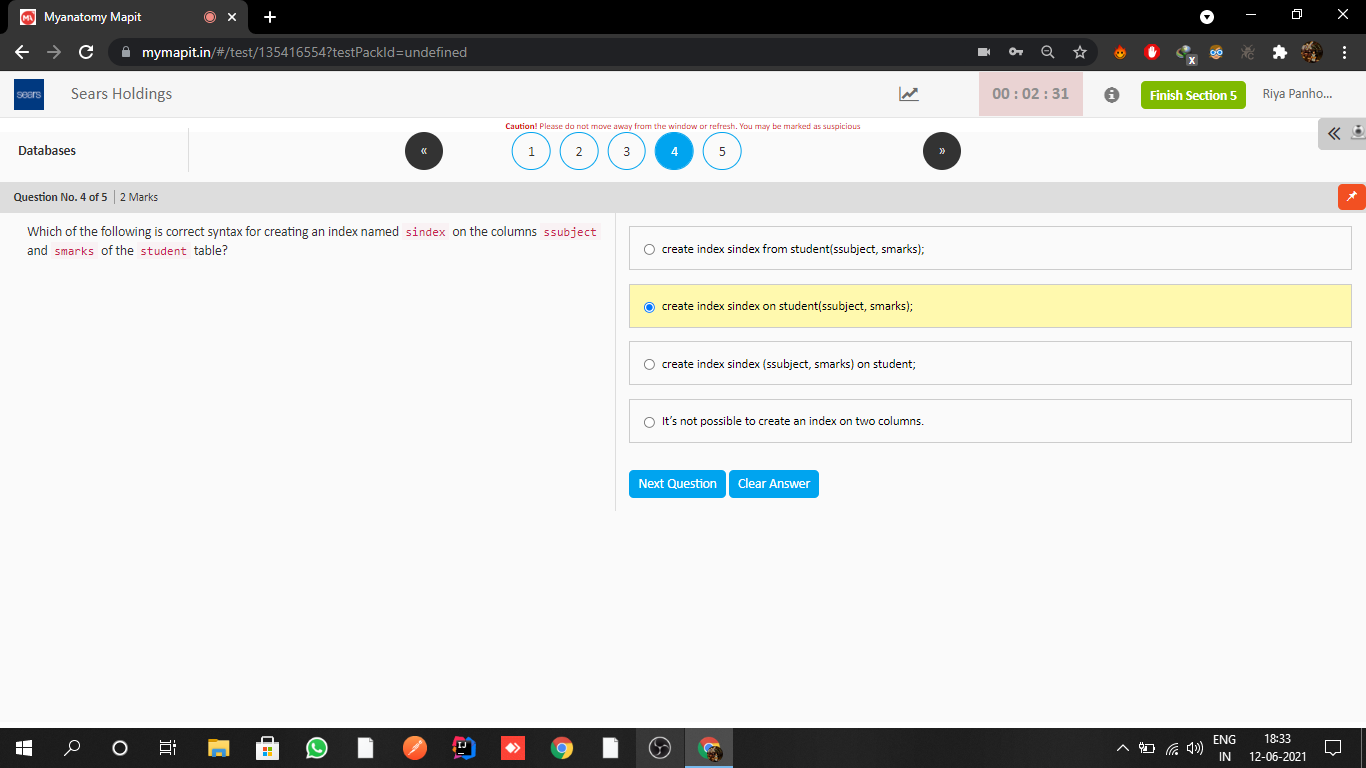 Myanatomy Mapit
mymapit.in/#/test/135416554?testPackId=undefined
sears
Sears Holdings
00 : 02 : 31
Finish Section 5
Riya Panho...
Caution! Please do not move away from the window or refresh, You may be marked as suspicious
Databases
«
1
2
3
4
5
»
Question No. 4 of 5
2 Marks
Which of the following is correct syntax for creating an index named sindex on the columns ssubject
and smarks of the student table?
create index sindex from student(ssubject, smarks);
create index sindex on student(ssubject, smarks);
create index sindex (ssubject, smarks) on student;
It's not possible to create an index on two columns.
Next Question
Clear Answer
ENG
IN
18:33
12-06-2021